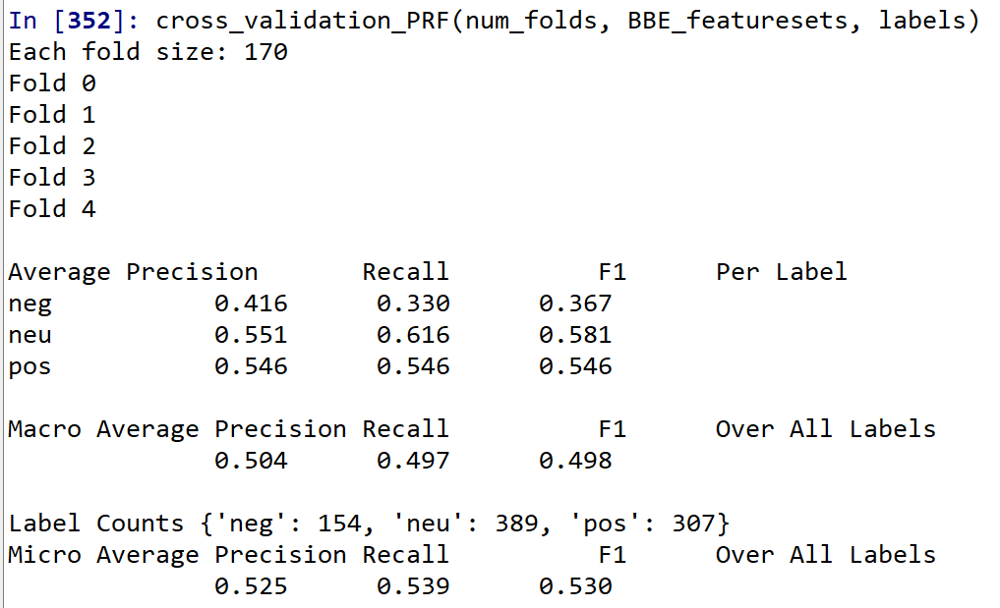 In [352]: cross_validation_PRF(num_folds, BBE_featuresets, labels)
Each fold size: 170
Fold 0
Fold 1
Fold 2
Fold 3
Fold 4
Average Precision Recall F1 Per Label
neg 0.416 0.330 0.367
neu 0.551 0.616 0.581
pos 0.546 0.546 0.546
Macro Average Precision Recall F1 Over All Labels
0.504 0.497 0.498
Label Counts {'neg': 154, 'neu': 389, 'pos': 307}
Micro Average Precision Recall F1 Over All Labels
0.525 0.539 0.530